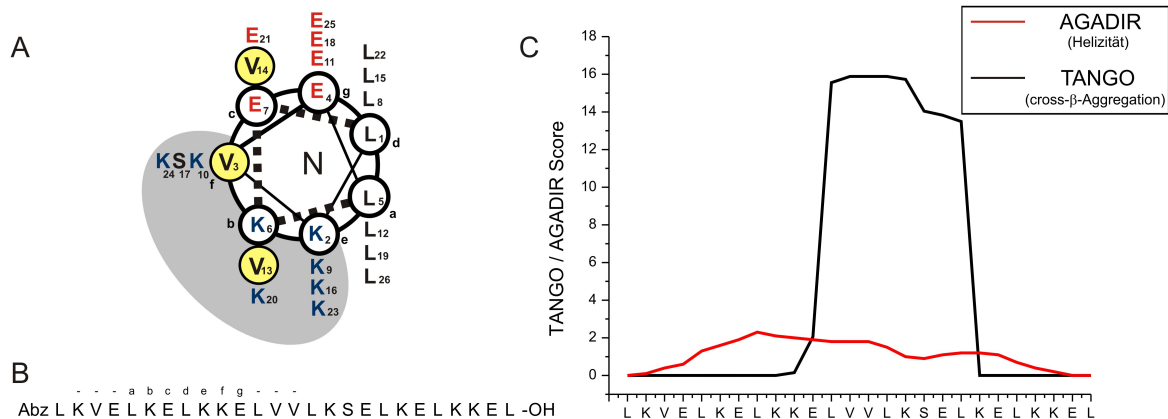 A
E21
V14
E7
c
E25
E18
E11
E4
g
L22
L15
L8
L1
d
K S K
24 17 10
V3
f
N
L5
a
b
K6
K2
e
V13
K20
K9
K16
K23
L12
L19
L26
B
- - - a b c d e f g - - -
Abz L K V E L K E L K K E L V V L K S E L K E L K K E L -OH
C
AGADIR
(Helizität)
TANGO
(cross-β-Aggregation)
TANGO / AGADIR Score
18
16
14
12
10
8
6
4
2
0
L K V E L K E L K K E L V V L K S E L K E L K K E L